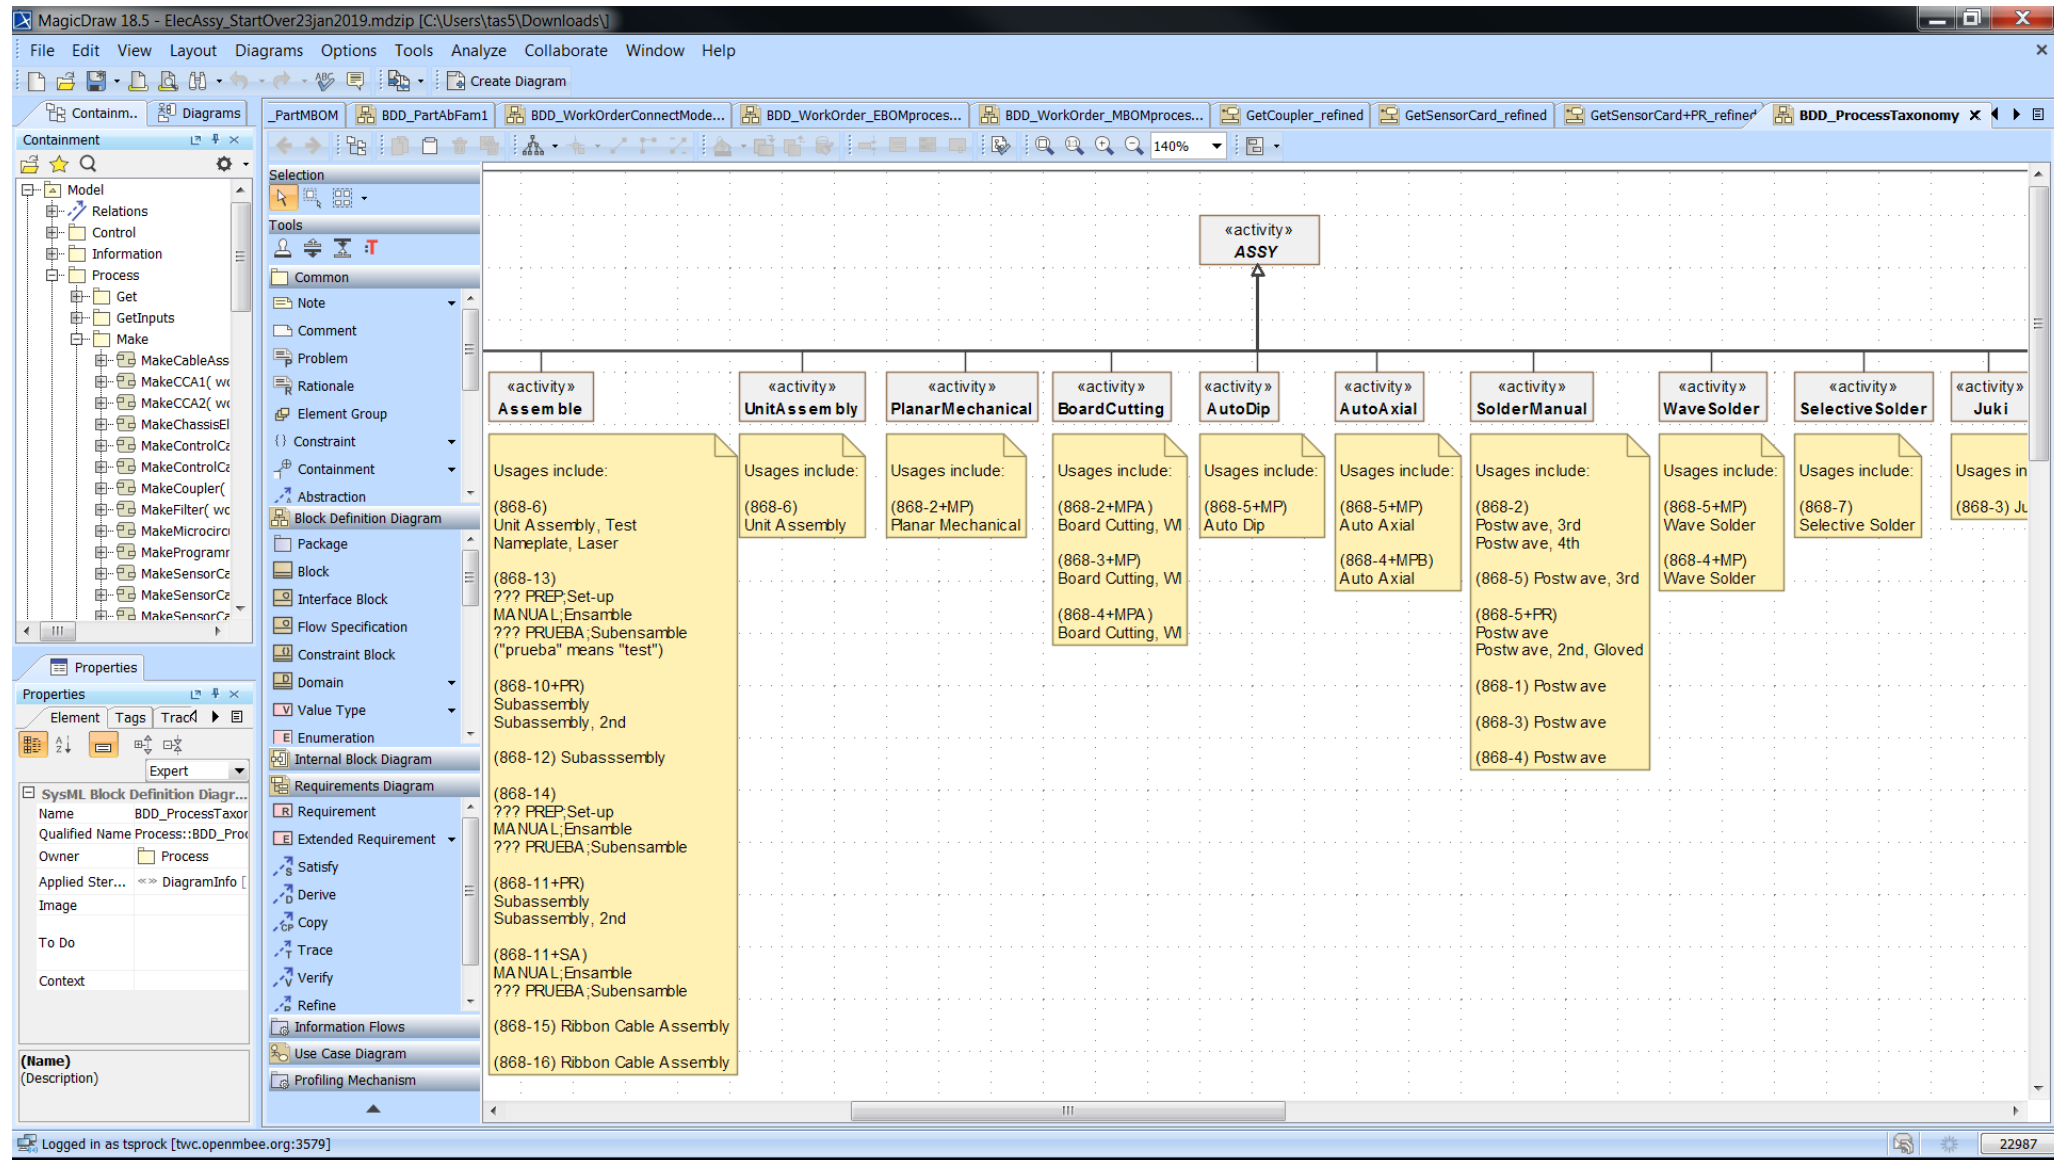 MagicDraw 18.5 - ElecAssy_StartOver23jan2019.mdzip [C:\Users\tas5\Downloads\]
File Edit View Layout Diagrams Options Tools Analyze Collaborate Window Help
Create Diagram
Containm.. Diagrams
_PartMBOM BDD_PartAbFam1 BDD_WorkOrderConnectMode... BDD_WorkOrder_EBOMproces... BDD_WorkOrder_MBOMproces... GetCoupler_refined GetSensorCard_refined GetSensorCard+PR_refined BDD_ProcessTaxonomy
140%
Containment
Model
Relations
Control
Information
Process
Get
GetInputs
Make
MakeCableAss
MakeCCA1( wo
MakeCCA2( wo
MakeChassisEl
MakeControlCa
MakeControlCa
MakeCoupler(
MakeFilter( wo
MakeMicrocircu
MakeProgramm
MakeSensorCa
MakeSensorCa
MakeSensorCa
Properties
Properties
Element Tags Trac
Expert
SysML Block Definition Diagr...
Name BDD_ProcessTaxon
Qualified Name Process::BDD_Proc
Owner Process
Applied Ster... «» DiagramInfo [
Image
To Do
Context
(Name)
(Description)
Selection
Tools
Common
Note
Comment
Problem
Rationale
Element Group
{} Constraint
Containment
Abstraction
Block Definition Diagram
Package
Block
Interface Block
Flow Specification
Constraint Block
Domain
Value Type
Enumeration
Internal Block Diagram
Requirements Diagram
Requirement
Extended Requirement
Satisfy
Derive
Copy
Trace
Verify
Refine
Information Flows
Use Case Diagram
Profiling Mechanism
«activity»
ASSY
«activity»
Assemble
Usages include:
(868-6)
Unit Assembly, Test
Nameplate, Laser
(868-13)
??? PREP;Set-up
MANUAL;Ensamble
??? PRUEBA;Subensamble
("prueba" means "test")
(868-10+PR)
Subassembly
Subassembly, 2nd
(868-12) Subasssembly
(868-14)
??? PREP;Set-up
MANUAL;Ensamble
??? PRUEBA;Subensamble
(868-11+PR)
Subassembly
Subassembly, 2nd
(868-11+SA)
MANUAL;Ensamble
??? PRUEBA;Subensamble
(868-15) Ribbon Cable Assembly
(868-16) Ribbon Cable Assembly
«activity»
UnitAssembly
Usages include:
(868-6)
Unit Assembly
«activity»
PlanarMechanical
Usages include:
(868-2+MP)
Planar Mechanical
«activity»
BoardCutting
Usages include:
(868-2+MPA)
Board Cutting, WI
(868-3+MP)
Board Cutting, WI
(868-4+MPA)
Board Cutting, WI
«activity»
AutoDip
Usages include:
(868-5+MP)
Auto Dip
«activity»
AutoAxial
Usages include:
(868-5+MP)
Auto Axial
(868-4+MPB)
Auto Axial
«activity»
SolderManual
Usages include:
(868-2)
Postwave, 3rd
Postwave, 4th
(868-5) Postwave, 3rd
(868-5+PR)
Postwave
Postwave, 2nd, Gloved
(868-1) Postwave
(868-3) Postwave
(868-4) Postwave
«activity»
WaveSolder
Usages include:
(868-5+MP)
Wave Solder
(868-4+MP)
Wave Solder
«activity»
SelectiveSolder
Usages include:
(868-7)
Selective Solder
«activity»
Juki
Usages in
(868-3) Ju
Logged in as tsprock [twc.openmbee.org:3579]
22987